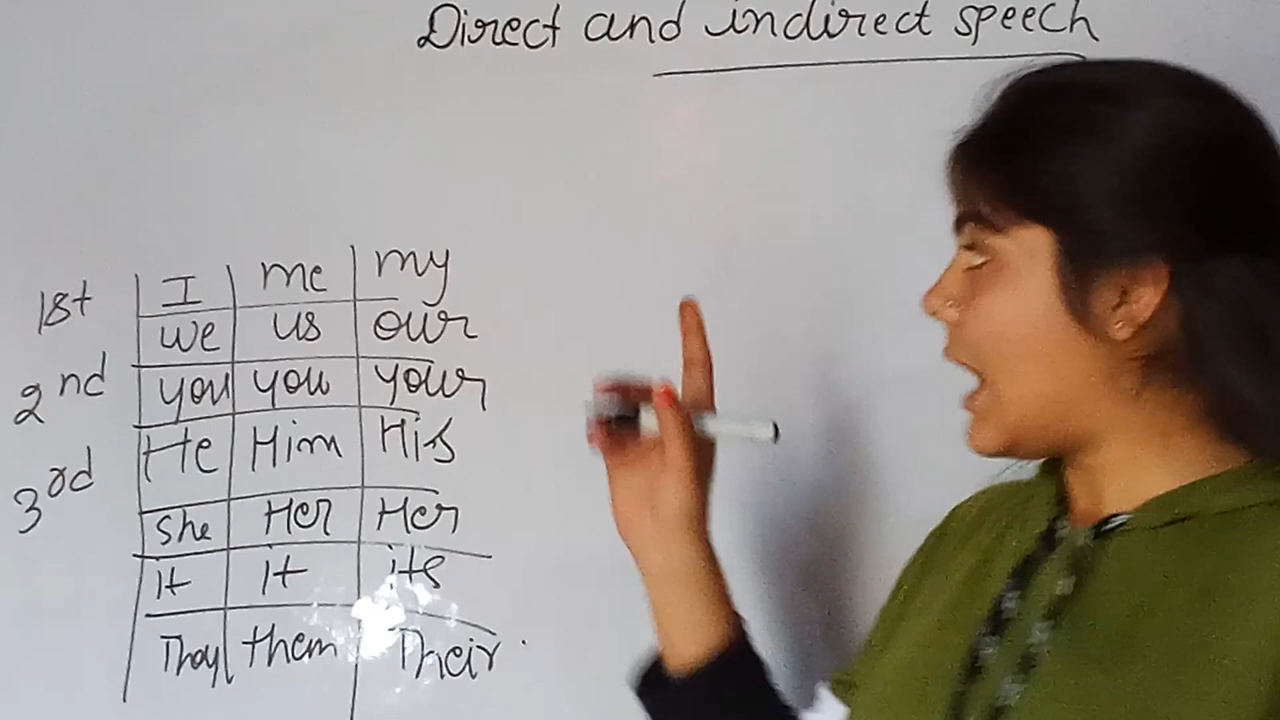 Direct and indirect speech
1st I me my
we us our
2nd you you your
3rd He Him His
she Her Her
it it its
They them Their